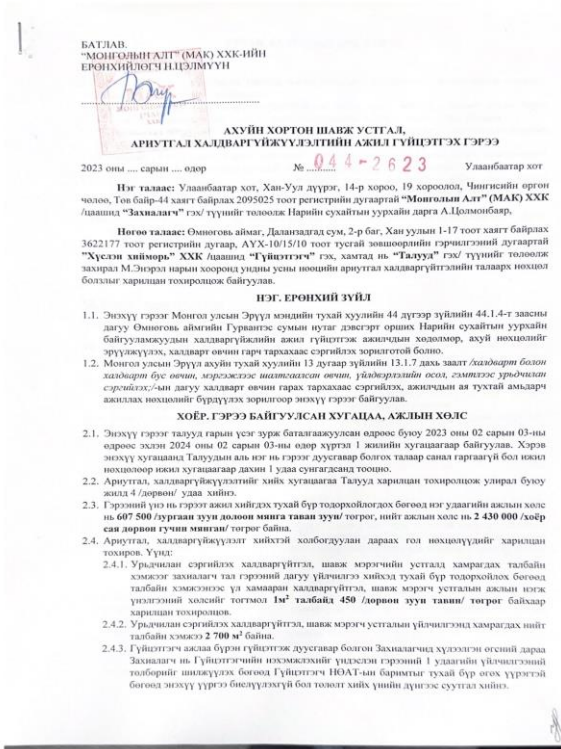 БАТЛАВ.
“МОНГОЛЫН АЛТ” (МАК) ХХК-ИЙН
ЕРӨНХИЙЛӨГЧ Н.ЦЭЛМҮҮН
АХУЙН ХОРТОН ШАВЖ УСТГАЛ,
АРИУТГАЛ ХАЛДВАРГҮЙЖҮҮЛЭЛТИЙН АЖИЛ ГҮЙЦЭТГЭХ ГЭРЭЭ
2023 оны .... сарын .... өдөр № 044-2623 Улаанбаатар хот
Нэг талаас: Улаанбаатар хот, Хан-Уул дүүрэг, 14-р хороо, 19 хороолол, Чингисийн өргөн
чөлөө, Төв байр-44 хаягт байрлах 2095025 тоот регистрийн дугаартай “Монголын Алт” (МАК) ХХК
/цаашид “Захиалагч” гэх/ түүнийг төлөөлж Нарийн сухайтын уурхайн дарга А.Цолмонбаяр,
Нөгөө талаас: Өмнөговь аймаг, Даланзадгад сум, 2-р баг, Хан уулын 1-17 тоот хаягт байрлах
3622177 тоот регистрийн дугаар, АҮХ-10/15/10 тоот тусгай зөвшөөрлийн гэрчилгээний дугаартай
“Хүслэн хийморь” ХХК /цаашид “Гүйцэтгэгч” гэх, хамтад нь “Талууд” гэх/ түүнийг төлөөлж
захирал М.Энэрэл нарын хооронд ундны усны нөөцийн ариутгал халдваргүйтгэлийн талаарх нөхцөл
болзлыг харилцан тохиролцож байгуулав.
НЭГ. ЕРӨНХИЙ ЗҮЙЛ
1.1. Энэхүү гэрээг Монгол улсын Эрүүл мэндийн тухай хуулийн 44 дүгээр зүйлийн 44.1.4-т заасны
дагуу Өмнөговь аймгийн Гурвантэс сумын нутаг дэвсгэрт орших Нарийн сухайтын уурхайн
байгууламжуудын халдваргүйжлийн ажил гүйцэтгэж ажилчдын хөдөлмөр, ахуй нөхцөлийг
эрүүлжүүлэх, халдварт өвчин гарч тархахаас сэргийлэх зорилготой болно.
1.2. Монгол улсын Эрүүл ахуйн тухай хуулийн 13 дугаар зүйлийн 13.1.7 дахь заалт /халдварт болон
халдварт бус өвчин, мэргэжлээс шалтгаалсан өвчин, үйлдвэрлэлийн осол, гэмтлээс урьдчилан
сэргийлэх;/-ын дагуу халдварт өвчин гарах тархахаас сэргийлэх, ажилчдын ая тухтай амьдарч
ажиллах нөхцөлийг бүрдүүлэх зорилгоор энэхүү гэрээг байгуулав.
ХОЁР. ГЭРЭЭ БАЙГУУЛСАН ХУГАЦАА, АЖЛЫН ХӨЛС
2.1. Энэхүү гэрээг талууд гарын үсэг зурж баталгаажуулсан өдрөөс буюу 2023 оны 02 сарын 03-ны
өдрөөс эхлэн 2024 оны 02 сарын 03-ны өдөр хүртэл 1 жилийн хугацаагаар байгуулав. Хэрэв
энэхүү хугацаанд Талуудын аль нэг нь гэрээг дуусгавар болгох талаар санал гаргаагүй бол ижил
нөхцөлөөр ижил хугацаагаар дахин 1 удаа сунгагдсанд тооцно.
2.2. Ариутгал, халдваргүйжүүлэлтийг хийх хугацаагаа Талууд харилцан тохиролцож улирал буюу
жилд 4 /дөрвөн/ удаа хийнэ.
2.3. Гэрээний үнэ нь гэрээт ажил хийгдэх тухай бүр тодорхойлогдох бөгөөд нэг удаагийн ажлын хөлс
нь 607 500 /зургаан зуун долоон мянга таван зуун/ төгрөг, нийт ажлын хөлс нь 2 430 000 /хоёр
сая дөрвөн гучин мянган/ төгрөг байна.
2.4. Ариутгал, халдваргүйжүүлэлт хийхтэй холбогдуулан дараах гол нөхцөлүүдийг харилцан
тохиров. Үүнд:
2.4.1. Урьдчилан сэргийлэх халдваргүйтгэл, шавж мэрэгчийн устгалд хамрагдах талбайн
хэмжээг захиалагч тал гэрээний дагуу үйлчилгээ хийхэд тухай бүр тодорхойлох бөгөөд
талбайн хэмжээнээс үл хамааран халдваргүйтгэл, шавж мэрэгч устгалын ажлын нэгж
үнэлгээний хөлсийг тогтмол 1м² талбайд 450 /дөрвөн зуун тавин/ төгрөг байхаар
харилцан тохиролцов.
2.4.2. Урьдчилан сэргийлэх халдваргүйтгэл, шавж мэрэгч устгалын үйлчилгээнд хамрагдах нийт
талбайн хэмжээ 2 700 м² байна.
2.4.3. Гүйцэтгэгч ажлаа бүрэн гүйцэтгэж дуусгавар болгон Захиалагчид хүлээлгэн өгсний дараа
Захиалагч нь Гүйцэтгэгчийн нэхэмжлэхийг үндэслэн гэрээний 1 удаагийн үйлчилгээний
төлбөрийг шилжүүлэх бөгөөд Гүйцэтгэгч НӨАТ-ын баримтыг тухай бүр өгөх үүрэгтэй
бөгөөд энэхүү үүргээ биелүүлэхгүй бол төлөлт хийх үнийн дүнгээс суутгал хийнэ.